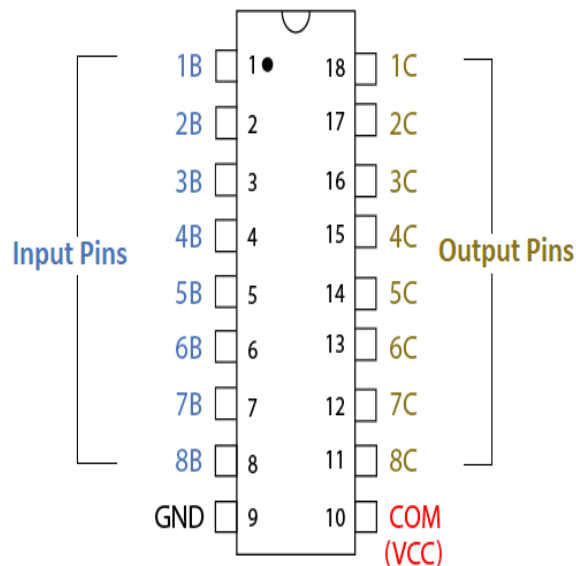 1B 1 18 1C
2B 2 17 2C
3B 3 16 3C
4B 4 15 4C
Input Pins Output Pins
5B 5 14 5C
6B 6 13 6C
7B 7 12 7C
8B 8 11 8C
GND 9 10 COM
(VCC)